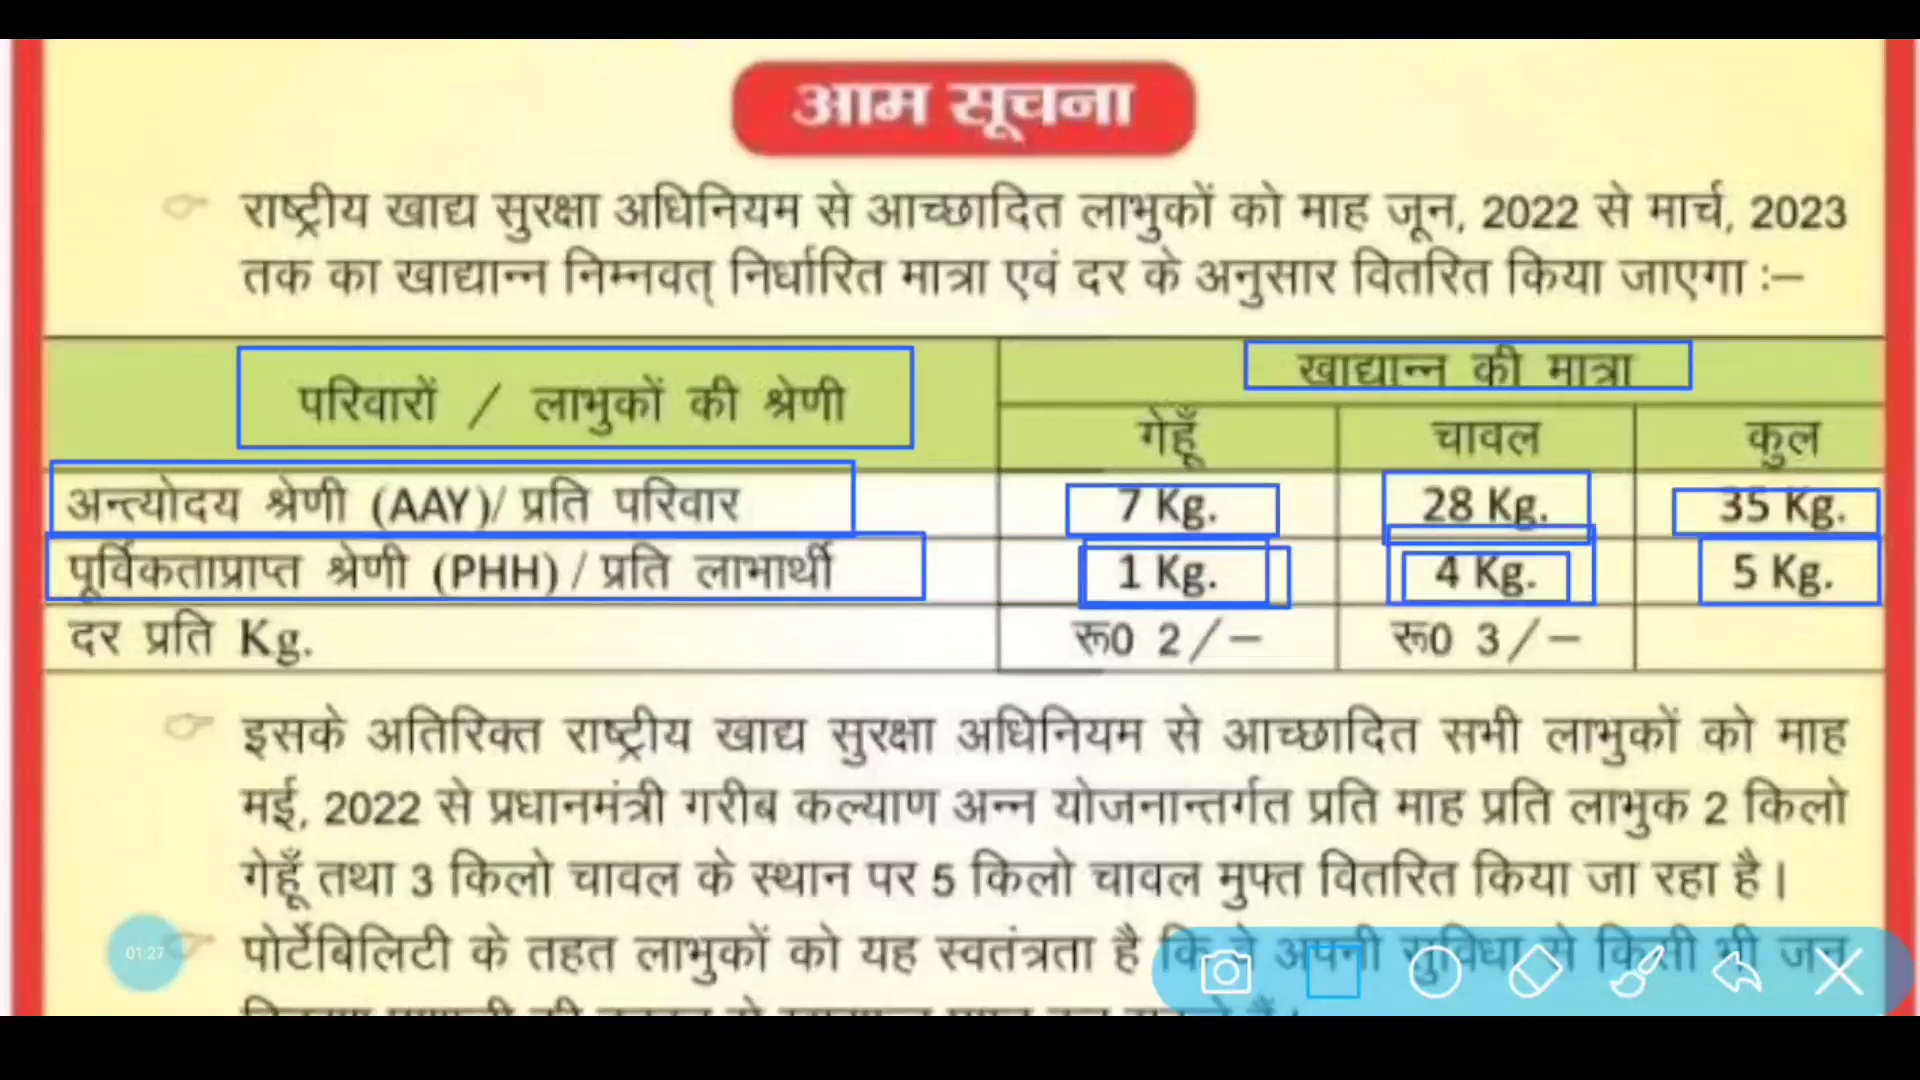 आम सूचना
राष्ट्रीय खाद्य सुरक्षा अधिनियम से आच्छादित लाभुकों को माह जून, 2022 से मार्च, 2023
तक का खाद्यान्न निम्नवत् निर्धारित मात्रा एवं दर के अनुसार वितरित किया जाएगा :–
परिवारों / लाभुकों की श्रेणी खाद्यान्न की मात्रा
गेहूँ चावल कुल
अन्त्योदय श्रेणी (AAY)/ प्रति परिवार 7 Kg. 28 Kg. 35 Kg.
पूर्विकताप्राप्त श्रेणी (PHH) / प्रति लाभार्थी 1 Kg. 4 Kg. 5 Kg.
दर प्रति Kg. रू0 2/– रू0 3/–
इसके अतिरिक्त राष्ट्रीय खाद्य सुरक्षा अधिनियम से आच्छादित सभी लाभुकों को माह
मई, 2022 से प्रधानमंत्री गरीब कल्याण अन्न योजनान्तर्गत प्रति माह प्रति लाभुक 2 किलो
गेहूँ तथा 3 किलो चावल के स्थान पर 5 किलो चावल मुफ्त वितरित किया जा रहा है।
पोर्टेबिलिटी के तहत लाभुकों को यह स्वतंत्रता है कि वे अपनी सुविधा से किसी भी जन
01:27